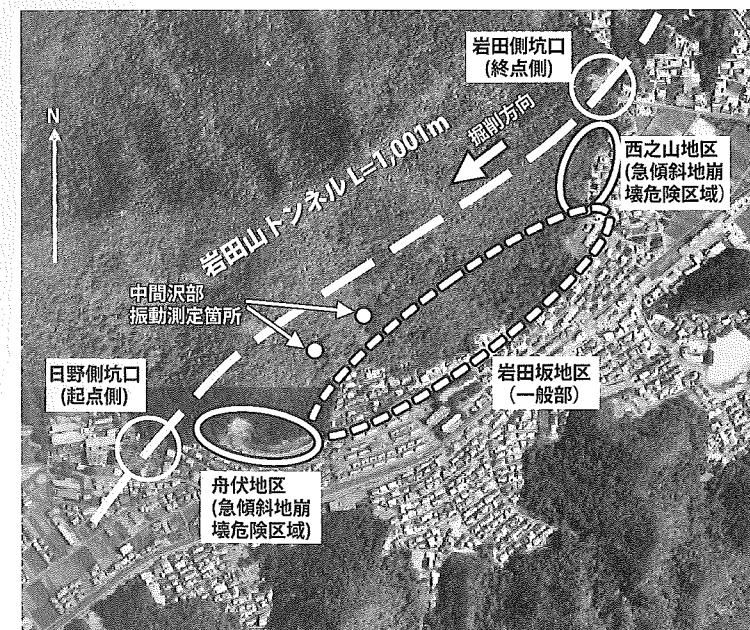 岩田側坑口
(終点側)
N
掘削方向
西之山地区
(急傾斜地崩
壊危険区域)
岩田山トンネル L=1,001m
中間沢部
振動測定箇所
日野側坑口
(起点側)
岩田坂地区
(一般部)
舟伏地区
(急傾斜地崩
壊危険区域)